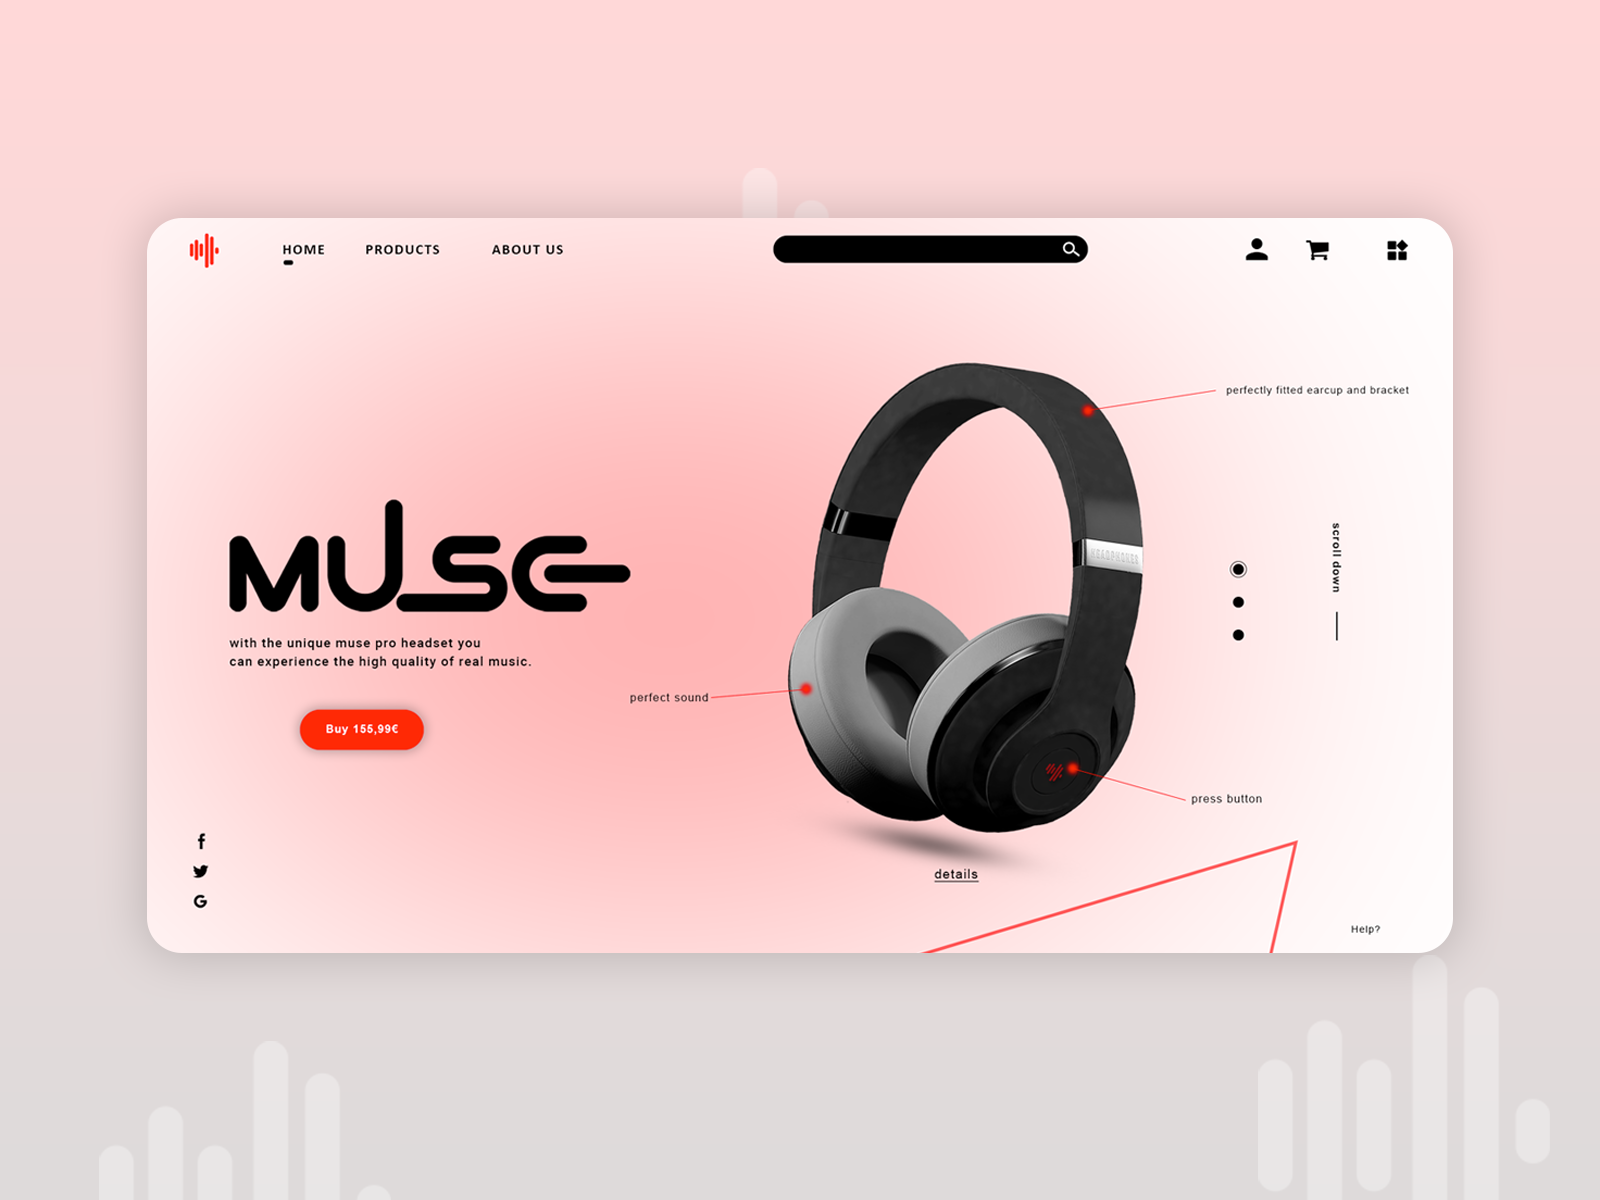 HOME PRODUCTS ABOUT US
perfectly fitted earcup and bracket
MUSE
with the unique muse pro headset you
can experience the high quality of real music.
Buy 155,99€
perfect sound
HEADPHONES
scroll down
press button
details
Help?